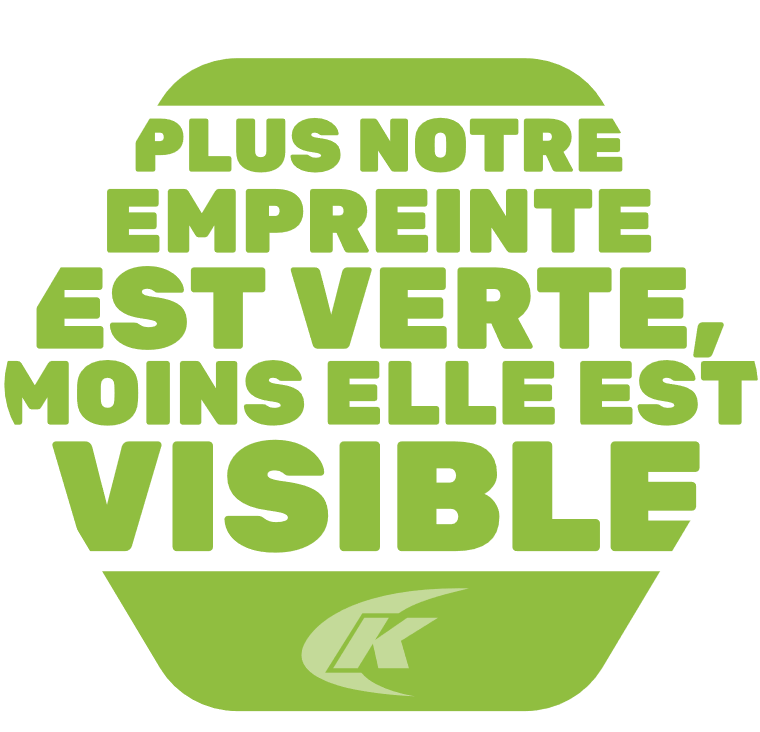 PLUS NOTRE
EMPREINTE
EST VERTE,
MOINS ELLE EST
VISIBLE
K